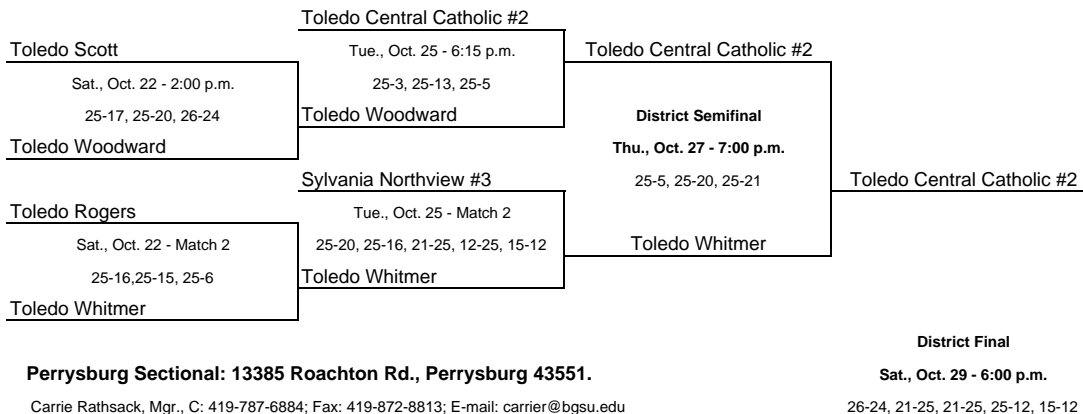 Toledo Central Catholic #2
Toledo Scott
Tue., Oct. 25 - 6:15 p.m.
Toledo Central Catholic #2
Sat., Oct. 22 - 2:00 p.m.
25-3, 25-13, 25-5
25-17, 25-20, 26-24
Toledo Woodward
District Semifinal
Toledo Woodward
Thu., Oct. 27 - 7:00 p.m.
Sylvania Northview #3
25-5, 25-20, 25-21
Toledo Central Catholic #2
Toledo Rogers
Tue., Oct. 25 - Match 2
Sat., Oct. 22 - Match 2
25-20, 25-16, 21-25, 12-25, 15-12
Toledo Whitmer
25-16,25-15, 25-6
Toledo Whitmer
Toledo Whitmer
District Final
Perrysburg Sectional: 13385 Roachton Rd., Perrysburg 43551.
Sat., Oct. 29 - 6:00 p.m.
Carrie Rathsack, Mgr., C: 419-787-6884; Fax: 419-872-8813; E-mail: carrier@bgsu.edu
26-24, 21-25, 21-25, 25-12, 15-12